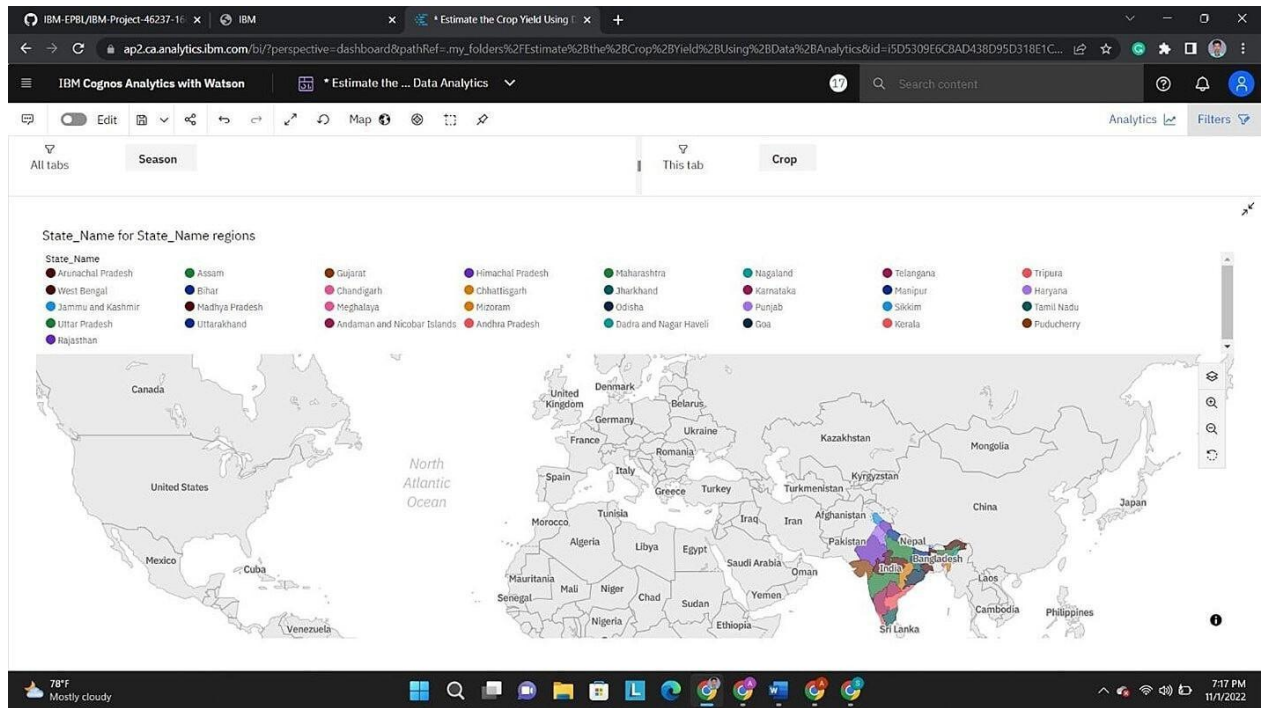 IBM-EPBL/IBM-Project-46237-16
IBM
* Estimate the Crop Yield Using D
ap2.ca.analytics.ibm.com/bi/?perspective=dashboard&pathRef=.my_folders%2FEstimate%2Bthe%2BCrop%2BYield%2BUsing%2BData%2BAnalytics&id=i5D5309E6C8AD438D95D318E1C...
IBM Cognos Analytics with Watson
* Estimate the ... Data Analytics
17
Search content
Edit
Map
Analytics
Filters
All tabs
Season
This tab
Crop
State_Name for State_Name regions
State_Name
Arunachal Pradesh Assam Gujarat Himachal Pradesh Maharashtra Nagaland Telangana Tripura
West Bengal Bihar Chandigarh Chhattisgarh Jharkhand Karnataka Manipur Haryana
Jammu and Kashmir Madhya Pradesh Meghalaya Mizoram Odisha Punjab Sikkim Tamil Nadu
Uttar Pradesh Uttarakhand Andaman and Nicobar Islands Andhra Pradesh Dadra and Nagar Haveli Goa Kerala Puducherry
Rajasthan
Canada
United Kingdom
Denmark
Belarus
Germany
Ukraine
France
Romania
Kazakhstan
Mongolia
North
Atlantic
Ocean
United States
Spain
Italy
Greece
Turkey
Turkmenistan
Kyrgyzstan
China
Japan
Morocco
Tunisia
Iraq
Iran
Afghanistan
Algeria
Libya
Egypt
Pakistan
Nepal
Mexico
Cuba
Saudi Arabia
Oman
India
Bangladesh
Mauritania
Mali
Niger
Chad
Sudan
Yemen
Laos
Senegal
Nigeria
Ethiopia
Cambodia
Philippines
Venezuela
Sri Lanka
78°F
Mostly cloudy
7:17 PM
11/1/2022